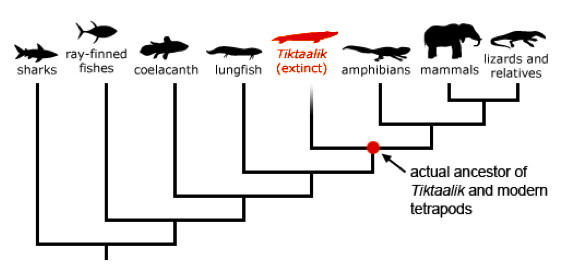 sharks
ray-finned
fishes
coelacanth
lungfish
Tiktaalik
(extinct)
amphibians
mammals
lizards and
relatives
actual ancestor of
Tiktaalik and modern
tetrapods